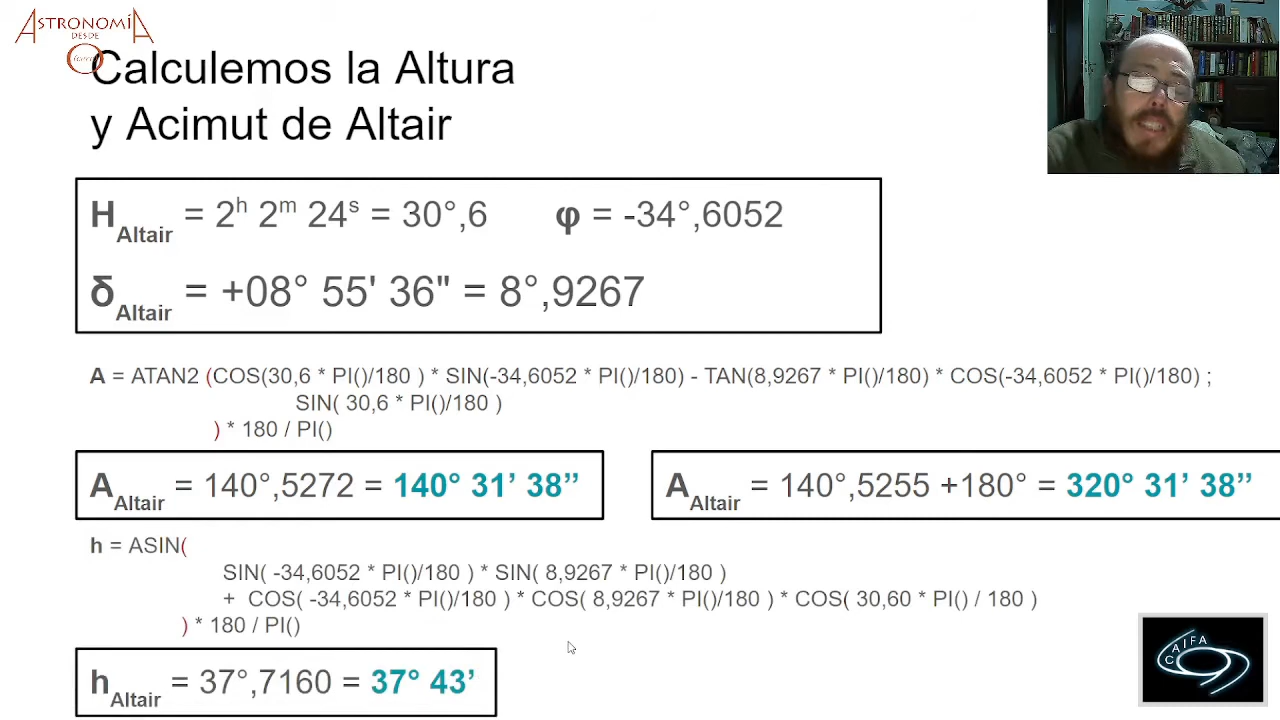 ASTRONOMÍA
DESDE
(cero)
Calculemos la Altura
y Acimut de Altair
H Altair = 2h 2m 24s = 30°,6 φ = -34°,6052
δ Altair = +08° 55' 36" = 8°,9267
A = ATAN2 (COS(30,6 * PI()/180 ) * SIN(-34,6052 * PI()/180) - TAN(8,9267 * PI()/180) * COS(-34,6052 * PI()/180) ;
SIN( 30,6 * PI()/180 )
) * 180 / PI()
A Altair = 140°,5272 = 140° 31’ 38’’
A Altair = 140°,5255 +180° = 320° 31’ 38’’
h = ASIN(
SIN( -34,6052 * PI()/180 ) * SIN( 8,9267 * PI()/180 )
+ COS( -34,6052 * PI()/180 ) * COS( 8,9267 * PI()/180 ) * COS( 30,60 * PI() / 180 )
) * 180 / PI()
h Altair = 37°,7160 = 37° 43’
CAIFA